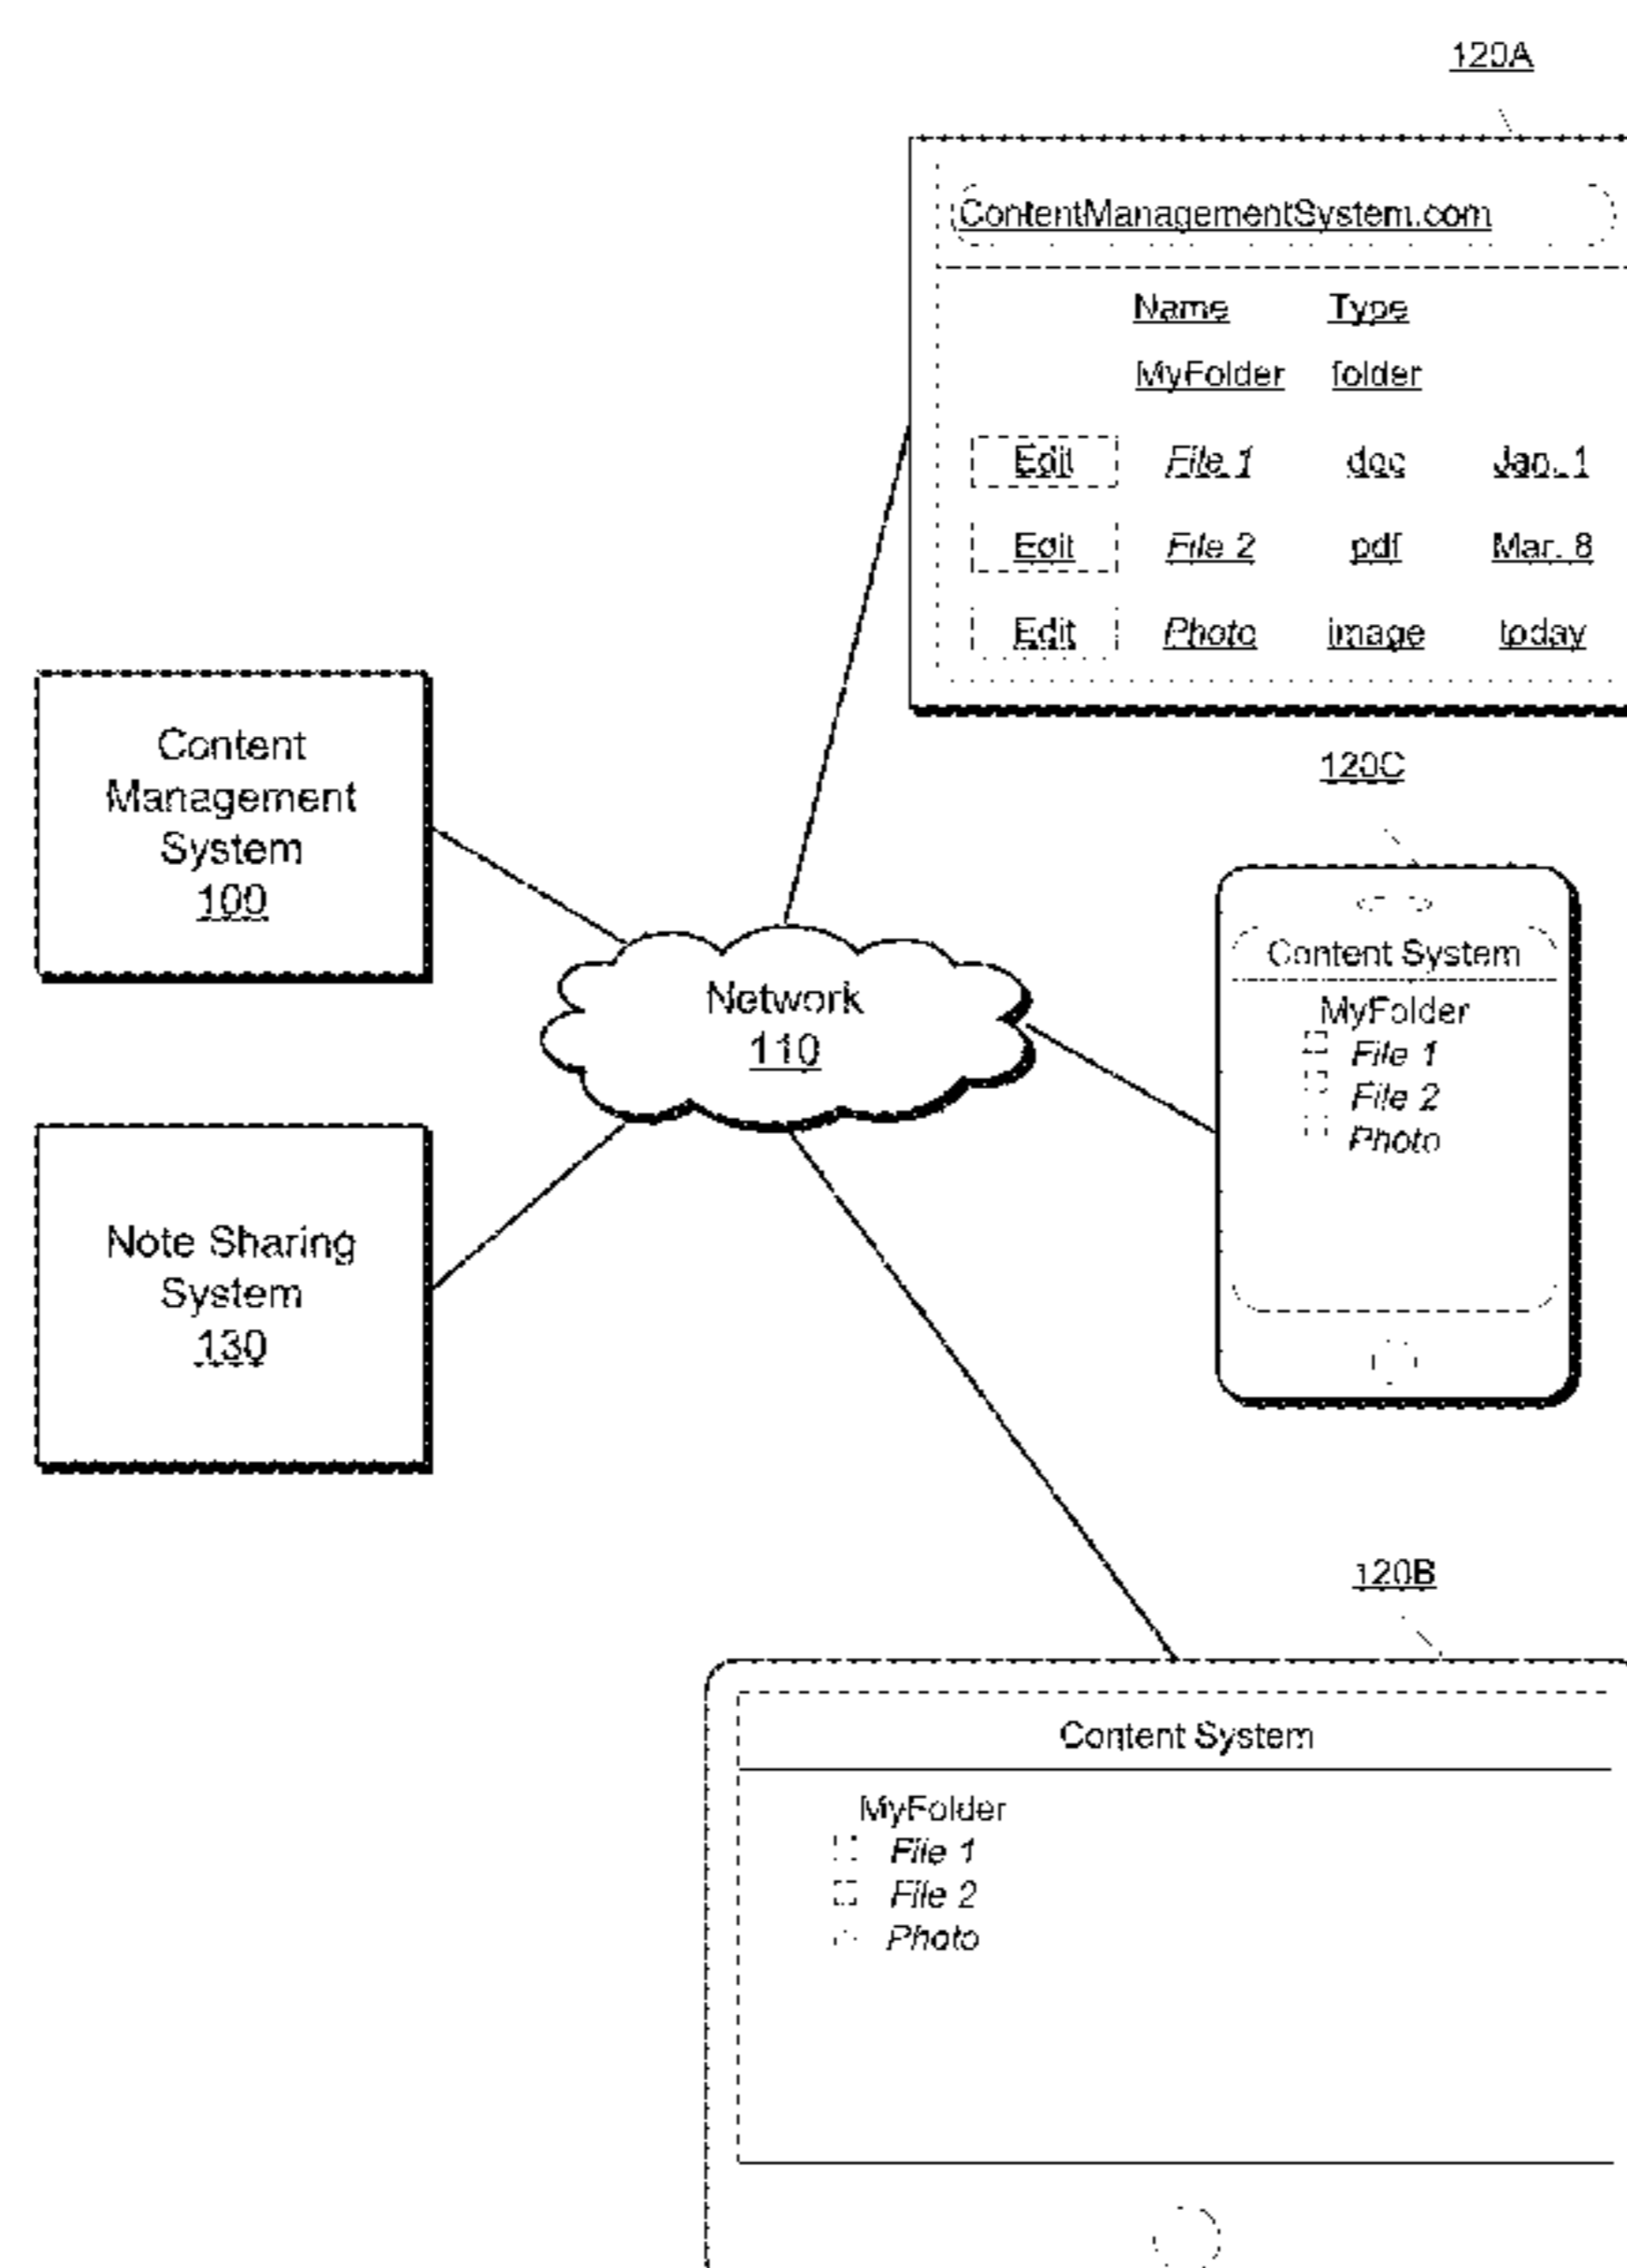 120A
ContentManagementSystem.com
Name Type
MyFolder folder
Edit File 1 doc Jan. 1
Edit File 2 pdf Mar. 8
Edit Photo image today
Content
Management
System
100
Network
110
Note Sharing
System
130
120C
Content System
MyFolder
File 1
File 2
Photo
120B
Content System
MyFolder
File 1
File 2
Photo